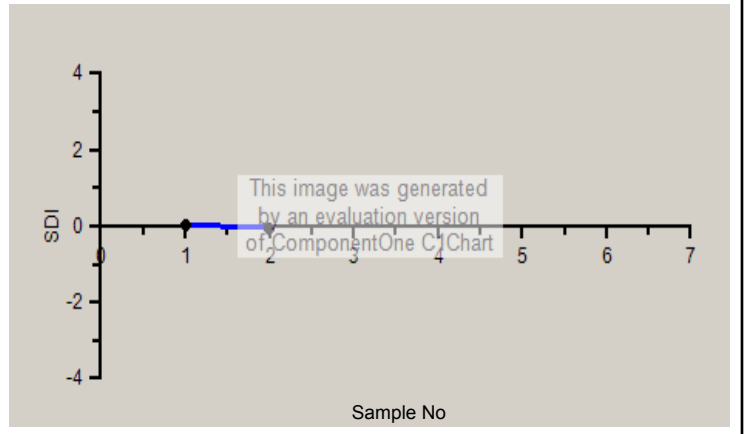 4
2
SDI
0
-2
-4
0 1 2 3 4 5 6 7
This image was generated
by an evaluation version
of ComponentOne C1Chart
Sample No